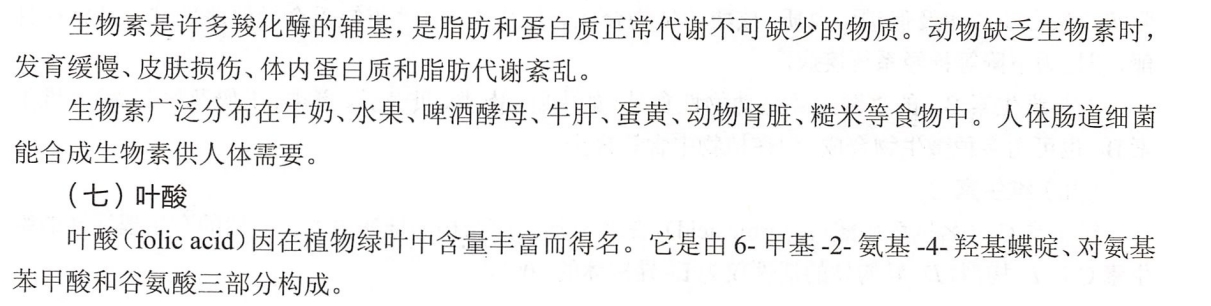 生物素是许多羧化酶的辅基，是脂肪和蛋白质正常代谢不可缺少的物质。动物缺乏生物素时，
发育缓慢、皮肤损伤、体内蛋白质和脂肪代谢紊乱。
生物素广泛分布在牛奶、水果、啤酒酵母、牛肝、蛋黄、动物肾脏、糙米等食物中。人体肠道细菌
能合成生物素供人体需要。
（七）叶酸
叶酸（folic acid）因在植物绿叶中含量丰富而得名。它是由 6- 甲基 -2- 氨基 -4- 羟基蝶啶、对氨基
苯甲酸和谷氨酸三部分构成。